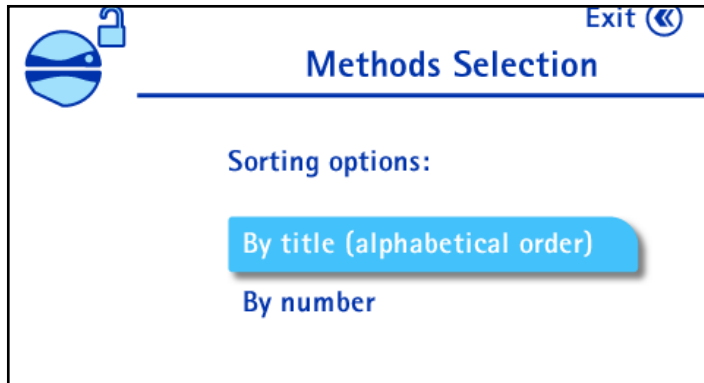 Exit
Methods Selection
Sorting options:
By title (alphabetical order)
By number